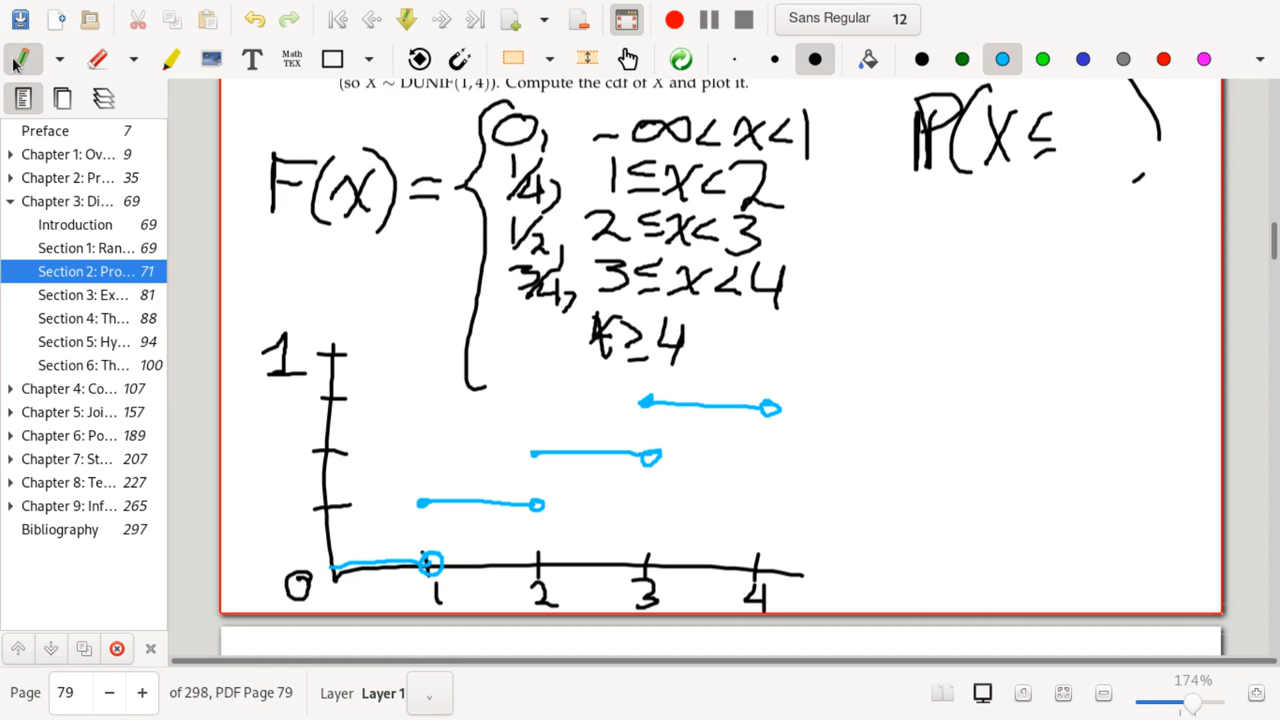 Sans Regular 12
Math
TEX
Preface 7
Chapter 1: Ov... 9
Chapter 2: Pr... 35
Chapter 3: Di... 69
Introduction 69
Section 1: Ran... 69
Section 2: Pro... 71
Section 3: Ex... 81
Section 4: Th... 88
Section 5: Hy... 94
Section 6: Th... 100
Chapter 4: Co... 107
Chapter 5: Joi... 157
Chapter 6: Po... 189
Chapter 7: St... 207
Chapter 8: Te... 227
Chapter 9: Inf... 265
Bibliography 297
(so X ∼ DUNIF(1, 4)). Compute the cdf of X and plot it.
F(x) = { 0, -∞ < x < 1
1/4, 1 ≤ x < 2
1/2, 2 ≤ x < 3
3/4, 3 ≤ x < 4
x ≥ 4
ℙ(X ≤ )
1
0 1 2 3 4
Page 79 − + of 298, PDF Page 79 Layer Layer 1
174%